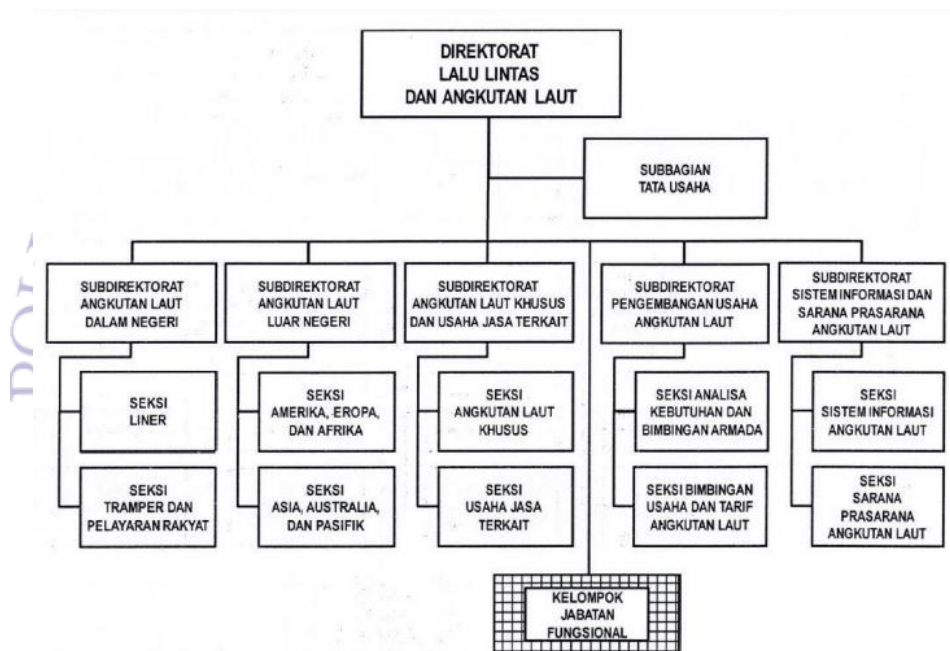 DIREKTORAT
LALU LINTAS
DAN ANGKUTAN LAUT
SUBBAGIAN
TATA USAHA
SUBDIREKTORAT
ANGKUTAN LAUT
DALAM NEGERI
SUBDIREKTORAT
ANGKUTAN LAUT
LUAR NEGERI
SUBDIREKTORAT
ANGKUTAN LAUT KHUSUS
DAN USAHA JASA TERKAIT
SUBDIREKTORAT
PENGEMBANGAN USAHA
ANGKUTAN LAUT
SUBDIREKTORAT
SISTEM INFORMASI DAN
SARANA PRASARANA
ANGKUTAN LAUT
SEKSI
LINER
SEKSI
AMERIKA, EROPA,
DAN AFRIKA
SEKSI
ANGKUTAN LAUT
KHUSUS
SEKSI ANALISA
KEBUTUHAN DAN
BIMBINGAN ARMADA
SEKSI
SISTEM INFORMASI
ANGKUTAN LAUT
SEKSI
TRAMPER DAN
PELAYARAN RAKYAT
SEKSI
ASIA, AUSTRALIA,
DAN PASIFIK
SEKSI
USAHA JASA
TERKAIT
SEKSI BIMBINGAN
USAHA DAN TARIF
ANGKUTAN LAUT
SEKSI
SARANA
PRASARANA
ANGKUTAN LAUT
KELOMPOK
JABATAN
FUNGSIONAL